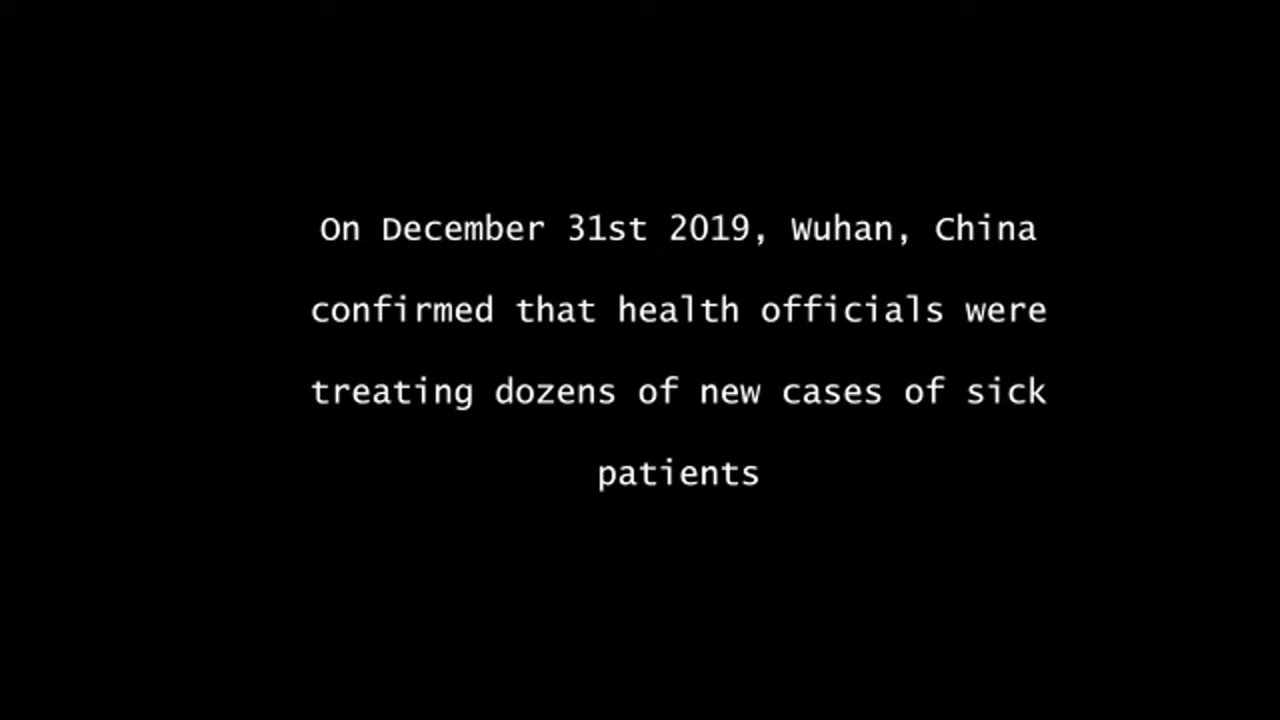 On December 31st 2019, Wuhan, China
confirmed that health officials were
treating dozens of new cases of sick
patients